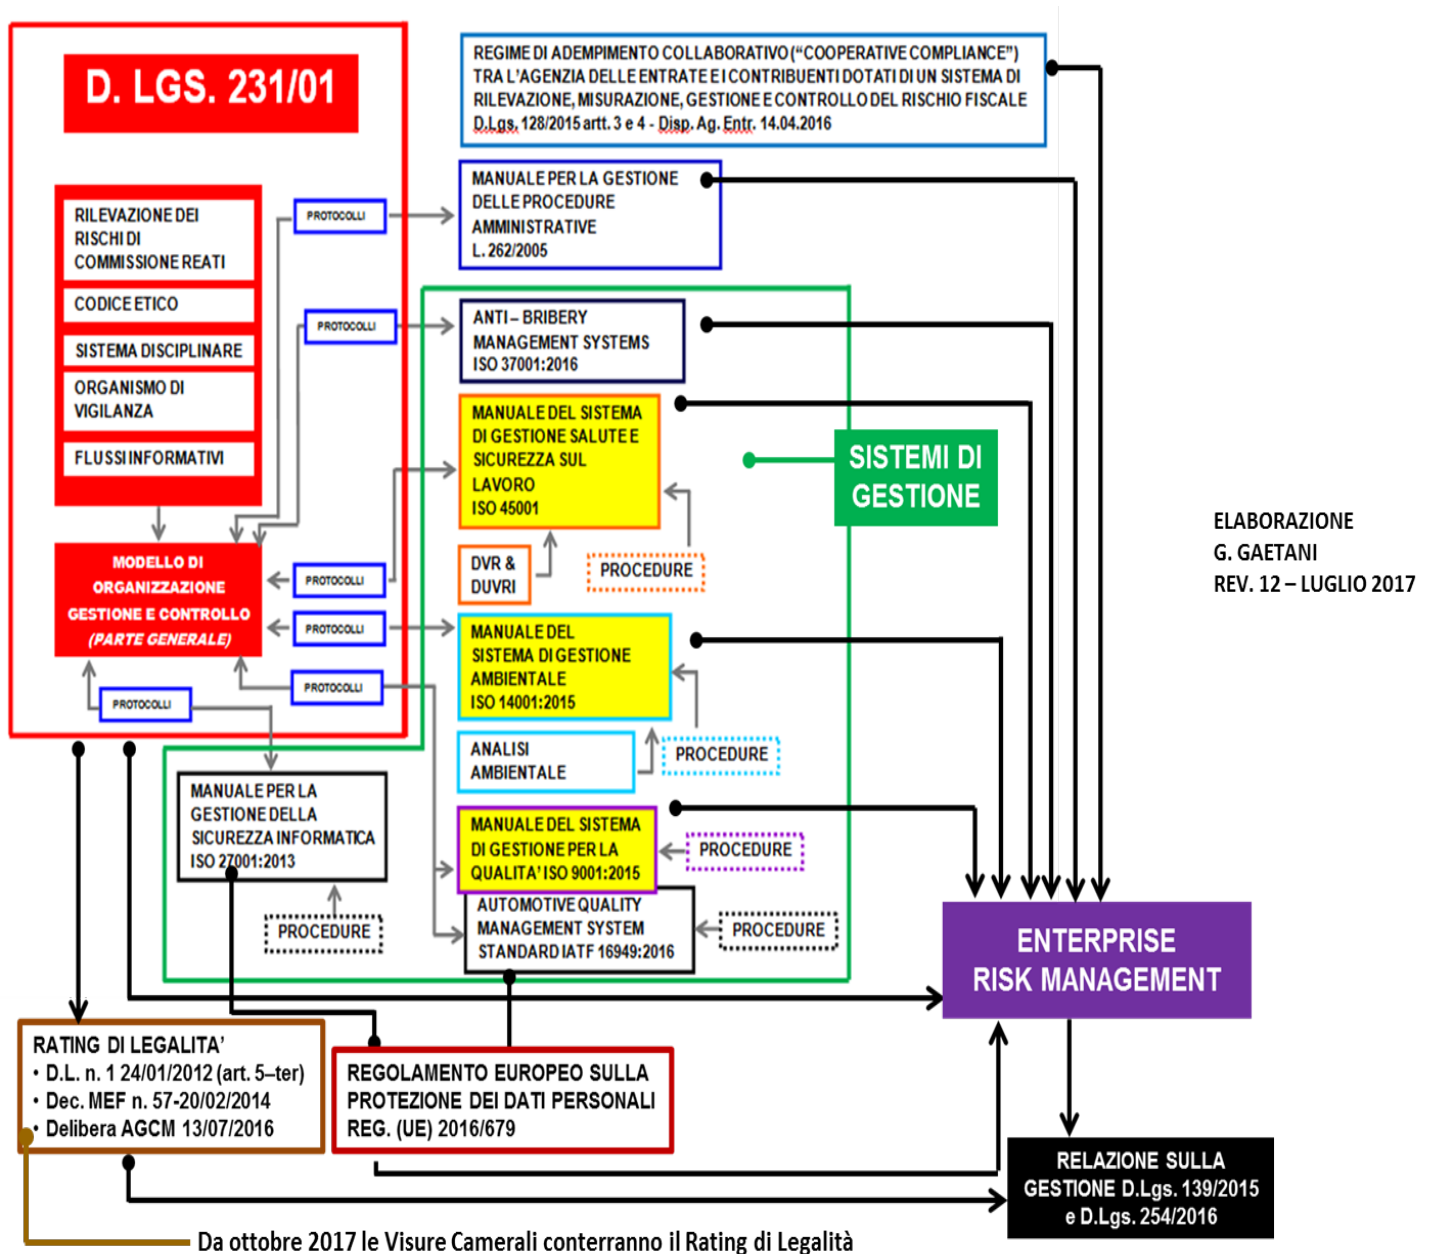 D. LGS. 231/01
RILEVAZIONE DEI
RISCHI DI
COMMISSIONE REATI
CODICE ETICO
SISTEMA DISCIPLINARE
ORGANISMO DI
VIGILANZA
FLUSSI INFORMATIVI
MODELLO DI
ORGANIZZAZIONE
GESTIONE E CONTROLLO
(PARTE GENERALE)
PROTOCOLLI
PROTOCOLLI
PROTOCOLLI
PROTOCOLLI
PROTOCOLLI
PROTOCOLLI
REGIME DI ADEMPIMENTO COLLABORATIVO (“COOPERATIVE COMPLIANCE”)
TRA L’AGENZIA DELLE ENTRATE E I CONTRIBUENTI DOTATI DI UN SISTEMA DI
RILEVAZIONE, MISURAZIONE, GESTIONE E CONTROLLO DEL RISCHIO FISCALE
D.Lgs. 128/2015 artt. 3 e 4 - Disp. Ag. Entr. 14.04.2016
MANUALE PER LA GESTIONE
DELLE PROCEDURE
AMMINISTRATIVE
L. 262/2005
ANTI – BRIBERY
MANAGEMENT SYSTEMS
ISO 37001:2016
MANUALE DEL SISTEMA
DI GESTIONE SALUTE E
SICUREZZA SUL
LAVORO
ISO 45001
DVR &
DUVRI
PROCEDURE
SISTEMI DI
GESTIONE
MANUALE DEL
SISTEMA DI GESTIONE
AMBIENTALE
ISO 14001:2015
ANALISI
AMBIENTALE
PROCEDURE
MANUALE PER LA
GESTIONE DELLA
SICUREZZA INFORMATICA
ISO 27001:2013
PROCEDURE
MANUALE DEL SISTEMA
DI GESTIONE PER LA
QUALITA’ ISO 9001:2015
PROCEDURE
AUTOMOTIVE QUALITY
MANAGEMENT SYSTEM
STANDARD IATF 16949:2016
PROCEDURE
ELABORAZIONE
G. GAETANI
REV. 12 – LUGLIO 2017
ENTERPRISE
RISK MANAGEMENT
RATING DI LEGALITA’
• D.L. n. 1 24/01/2012 (art. 5–ter)
• Dec. MEF n. 57-20/02/2014
• Delibera AGCM 13/07/2016
REGOLAMENTO EUROPEO SULLA
PROTEZIONE DEI DATI PERSONALI
REG. (UE) 2016/679
RELAZIONE SULLA
GESTIONE D.Lgs. 139/2015
e D.Lgs. 254/2016
Da ottobre 2017 le Visure Camerali conterranno il Rating di Legalità